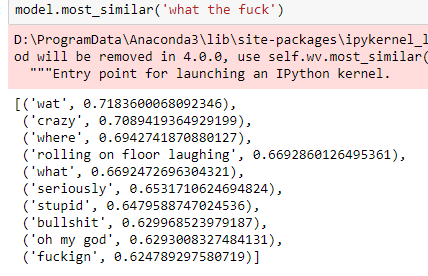 model.most_similar('what the fuck')
D:\ProgramData\Anaconda3\lib\site-packages\ipykernel_l
od will be removed in 4.0.0, use self.wv.most_similar(
"""Entry point for launching an IPython kernel.
[('wat', 0.7183600068092346),
('crazy', 0.7089419364929199),
('where', 0.6942741870880127),
('rolling on floor laughing', 0.6692860126495361),
('what', 0.6692472696304321),
('seriously', 0.6531710624694824),
('stupid', 0.6479588747024536),
('bullshit', 0.629968523979187),
('oh my god', 0.6293008327484131),
('fuckign', 0.624789297580719)]